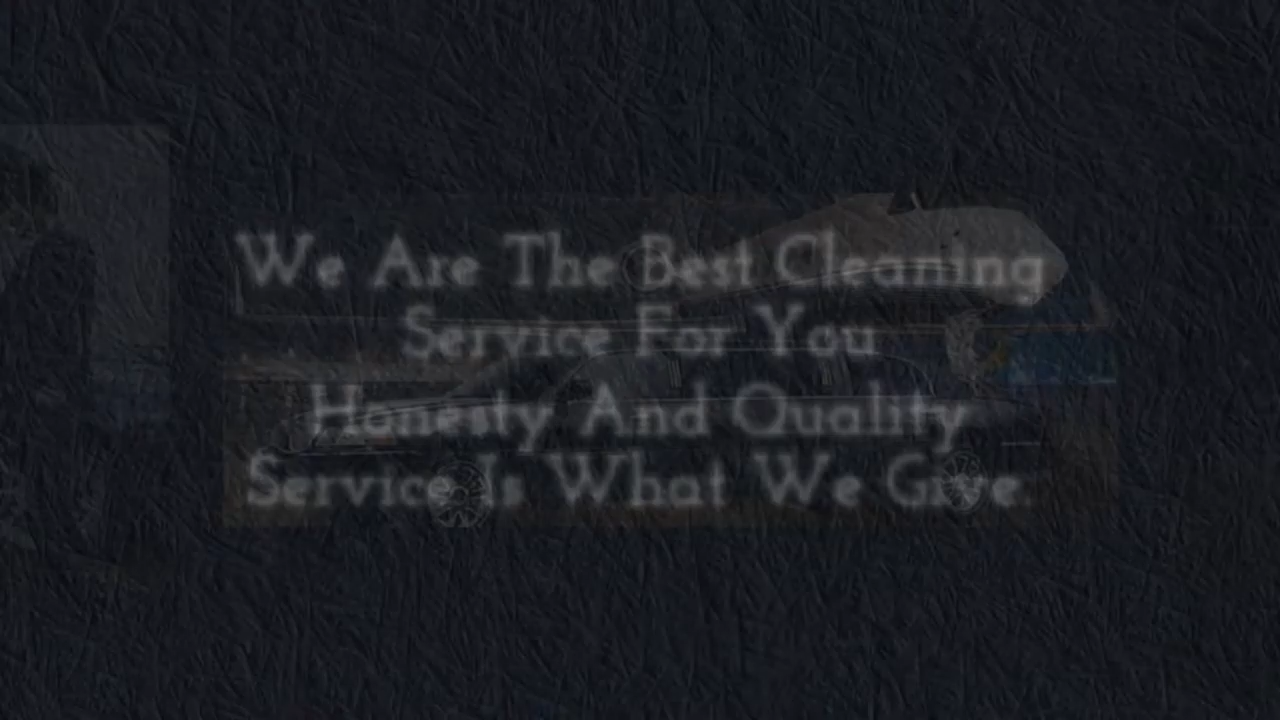 We Are The Best Cleaning
Service For You
Honesty And Quality
Service Is What We Give.